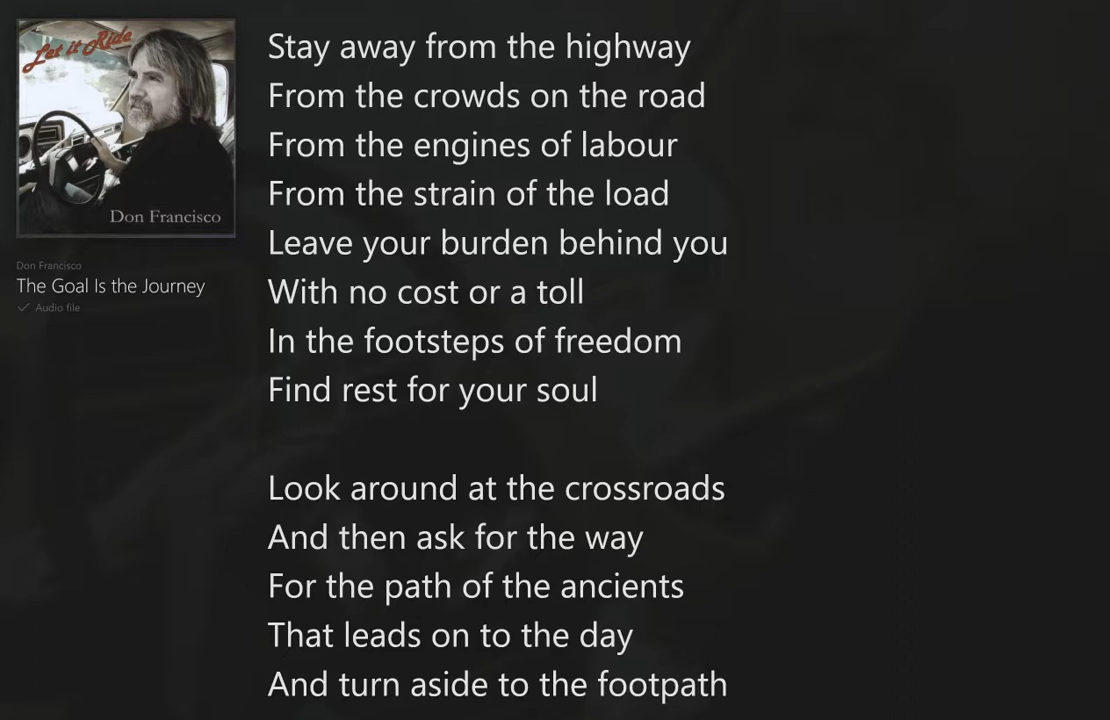 Let it Ride
Don Francisco
Don Francisco
The Goal Is the Journey
Audio file
Stay away from the highway
From the crowds on the road
From the engines of labour
From the strain of the load
Leave your burden behind you
With no cost or a toll
In the footsteps of freedom
Find rest for your soul
Look around at the crossroads
And then ask for the way
For the path of the ancients
That leads on to the day
And turn aside to the footpath